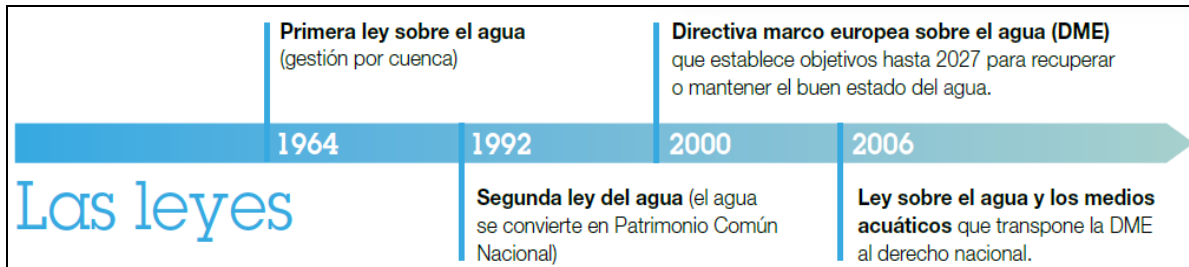 Primera ley sobre el agua
(gestión por cuenca)
Directiva marco europea sobre el agua (DME)
que establece objetivos hasta 2027 para recuperar
o mantener el buen estado del agua.
1964
1992
2000
2006
Las leyes
Segunda ley del agua (el agua
se convierte en Patrimonio Común
Nacional)
Ley sobre el agua y los medios
acuáticos que transpone la DME
al derecho nacional.